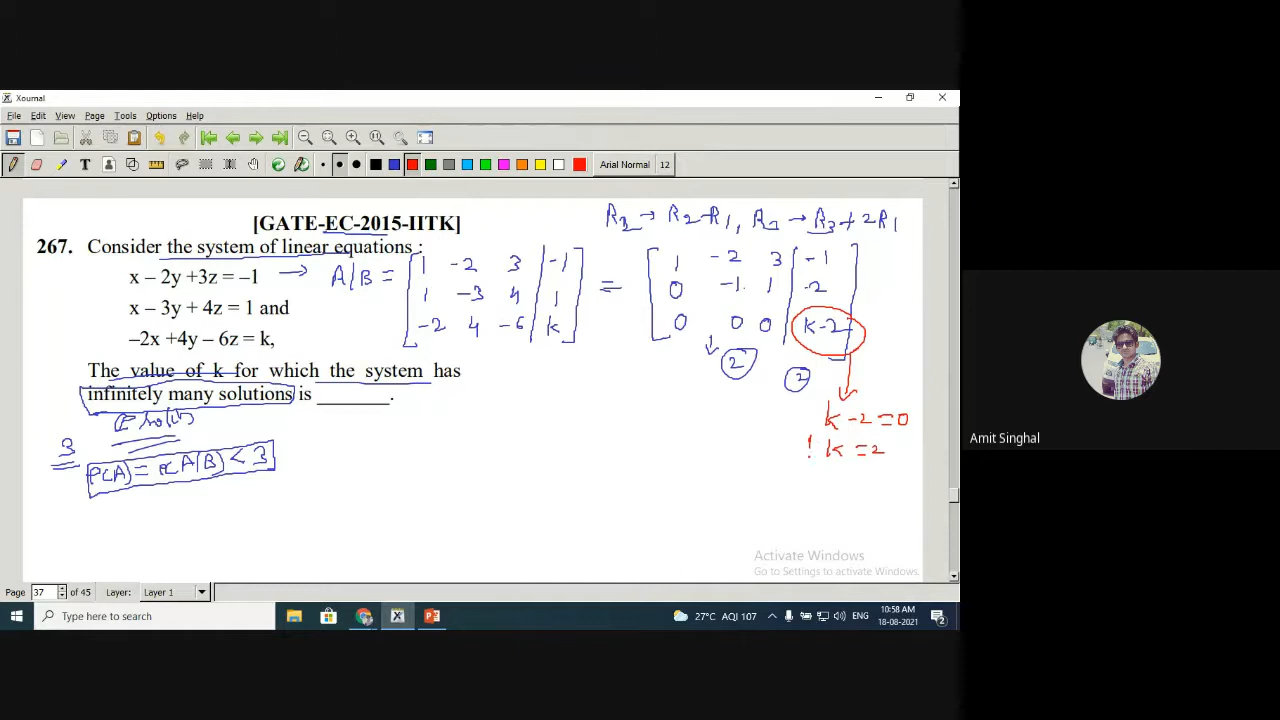 Xournal
File Edit View Page Tools Options Help
Arial Normal 12
[GATE-EC-2015-IITK]
267. Consider the system of linear equations :
x – 2y +3z = –1
x – 3y + 4z = 1 and
–2x +4y – 6z = k,
The value of k for which the system has
infinitely many solutions is ________.
A/B =
1 -2 3 -1
1 -3 4 1
-2 4 -6 k
=
R2 → R2-R1, R3 → R3+2R1
1 -2 3 -1
0 -1 1 2
0 0 0 k-2
2
2
k-2=0
k=2
3
ρ(A) = ρ(A/B) < 3
Amit Singhal
Activate Windows
Go to Settings to activate Windows.
Page 37 of 45 Layer: Layer 1
Type here to search
27°C AQI 107
ENG
10:58 AM
18-08-2021
2